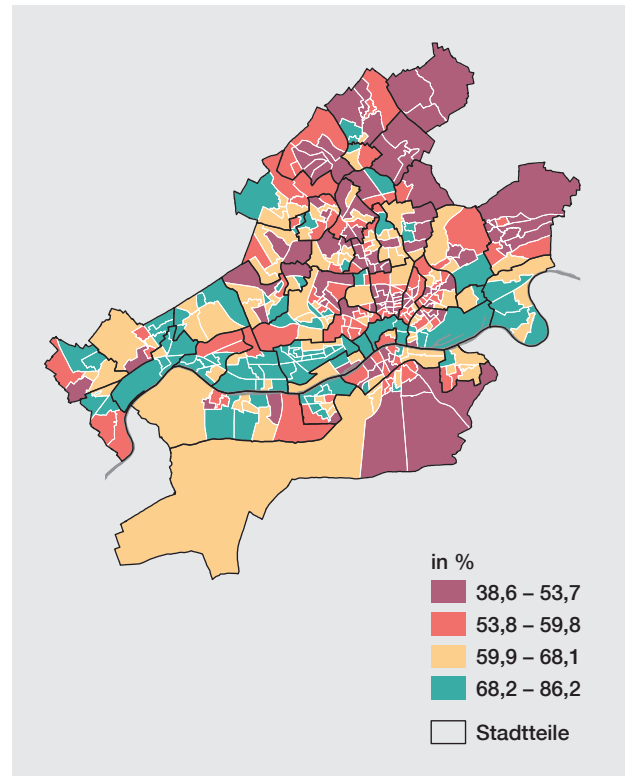 in %
38,6 – 53,7
53,8 – 59,8
59,9 – 68,1
68,2 – 86,2
Stadtteile